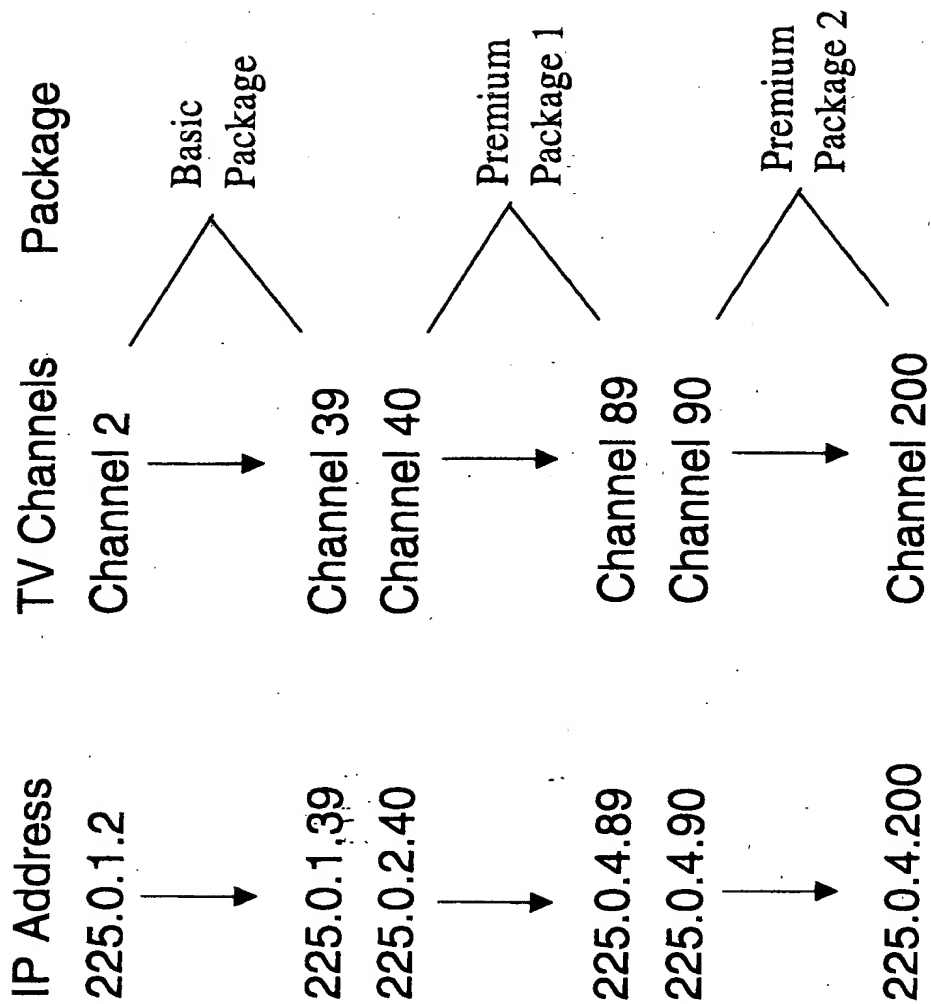 IP Address
TV Channels
Package
225.0.1.2
Channel 2
Basic
Package
225.0.1.39
Channel 39
225.0.2.40
Channel 40
Premium
Package 1
225.0.4.89
Channel 89
225.0.4.90
Channel 90
Premium
Package 2
225.0.4.200
Channel 200